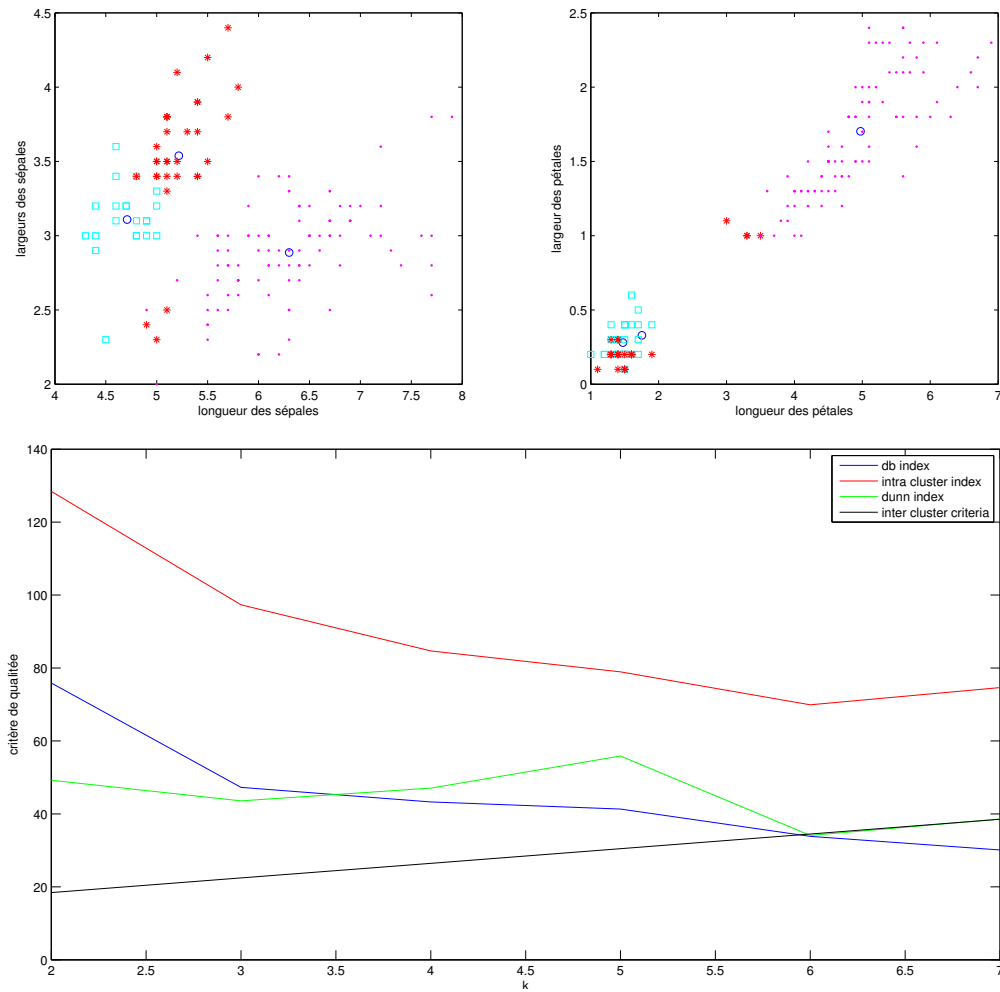 4.5
4
3.5
3
2.5
2
largeurs des sépales
4 4.5 5 5.5 6 6.5 7 7.5 8
longueur des sépales
2.5
2
1.5
1
0.5
0
largeur des pétales
1 2 3 4 5 6 7
longueur des pétales
140
120
100
80
60
40
20
0
critère de qualitée
db index
intra cluster index
dunn index
inter cluster criteria
2 2.5 3 3.5 4 4.5 5 5.5 6 6.5 7
k